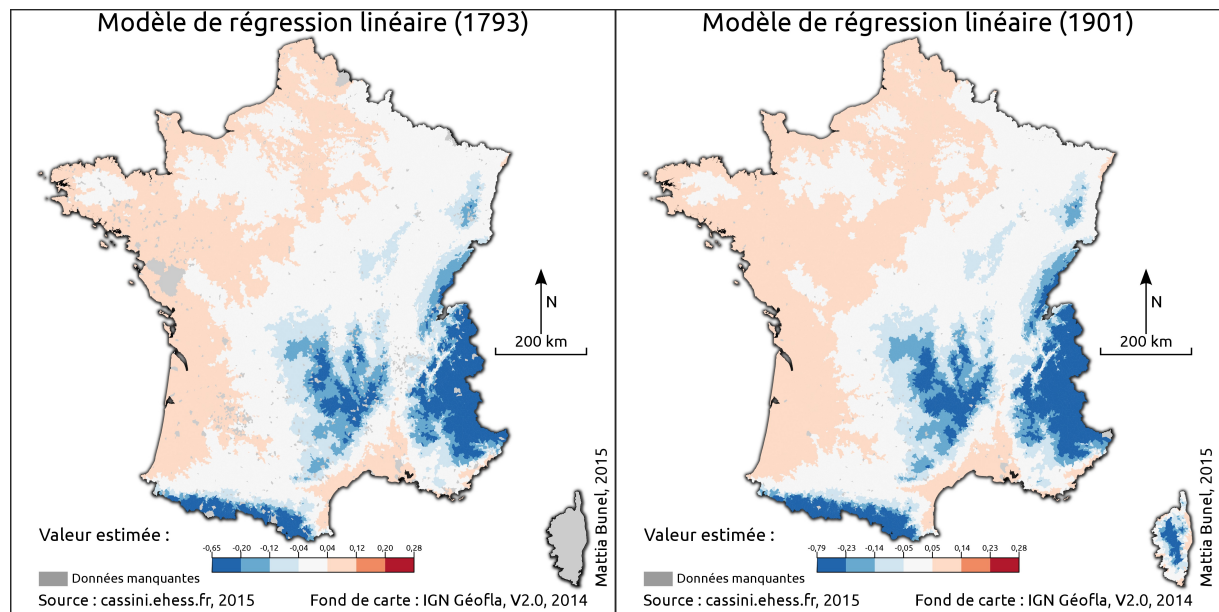 Modèle de régression linéaire (1793)
N
200 km
Mattia Bunel, 2015
Valeur estimée :
-0,65 -0,20 -0,12 -0,04 0,04 0,12 0,20 0,28
Données manquantes
Source : cassini.ehess.fr, 2015 Fond de carte : IGN Géofla, V2.0, 2014
Modèle de régression linéaire (1901)
N
200 km
Mattia Bunel, 2015
Valeur estimée :
-0,79 -0,23 -0,14 -0,05 0,05 0,14 0,23 0,28
Données manquantes
Source : cassini.ehess.fr, 2015 Fond de carte : IGN Géofla, V2.0, 2014